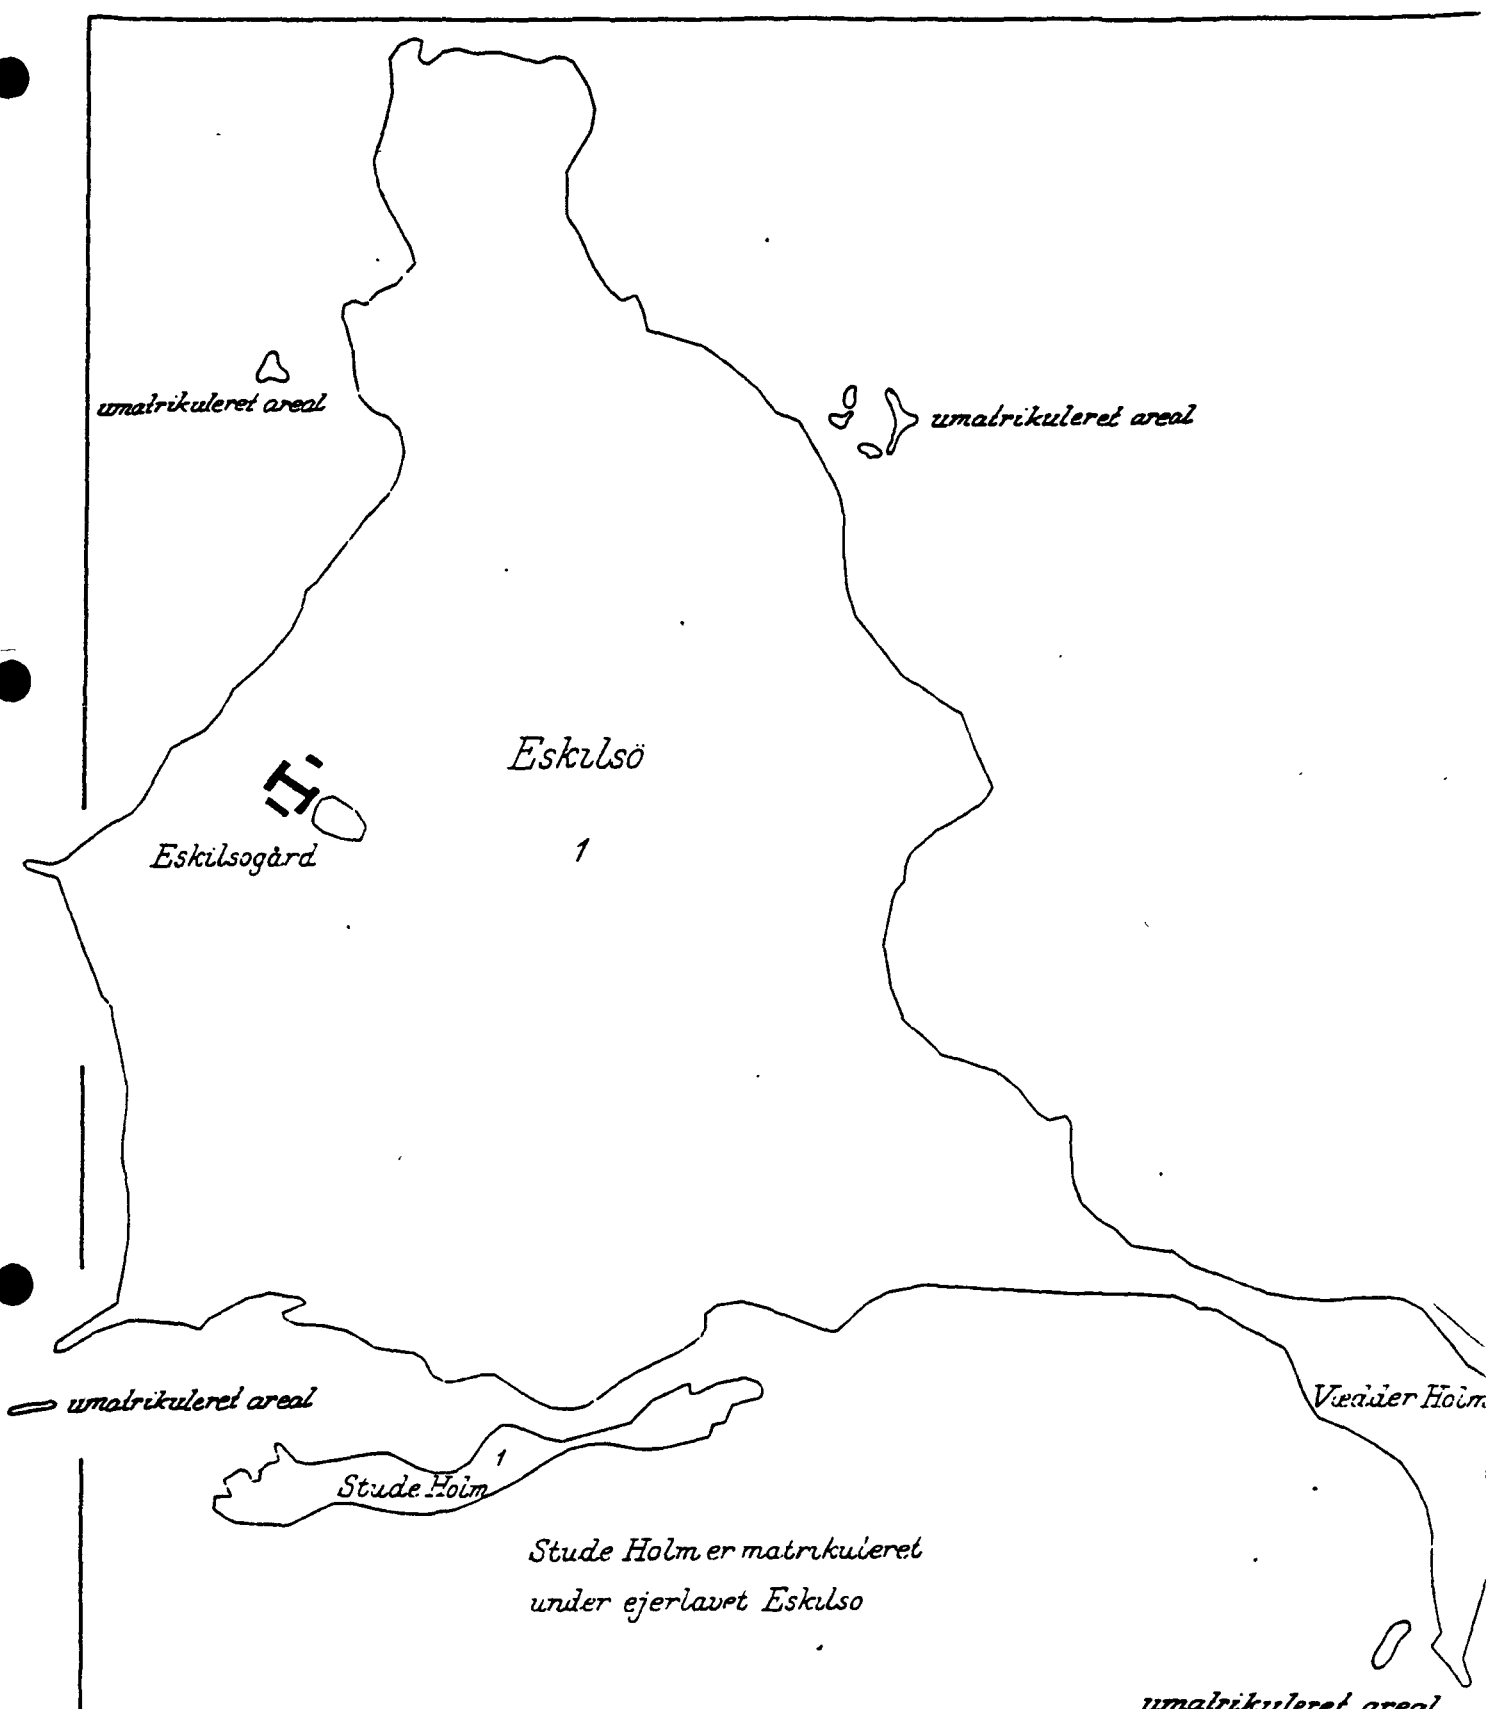 umatrikuleret areal
umatrikuleret areal
Eskilsö
1
Eskilsogård
Vædder Holm
umatrikuleret areal
1
Stude Holm
Stude Holm er matrikuleret
under ejerlavet Eskilso
umatrikuleret areal